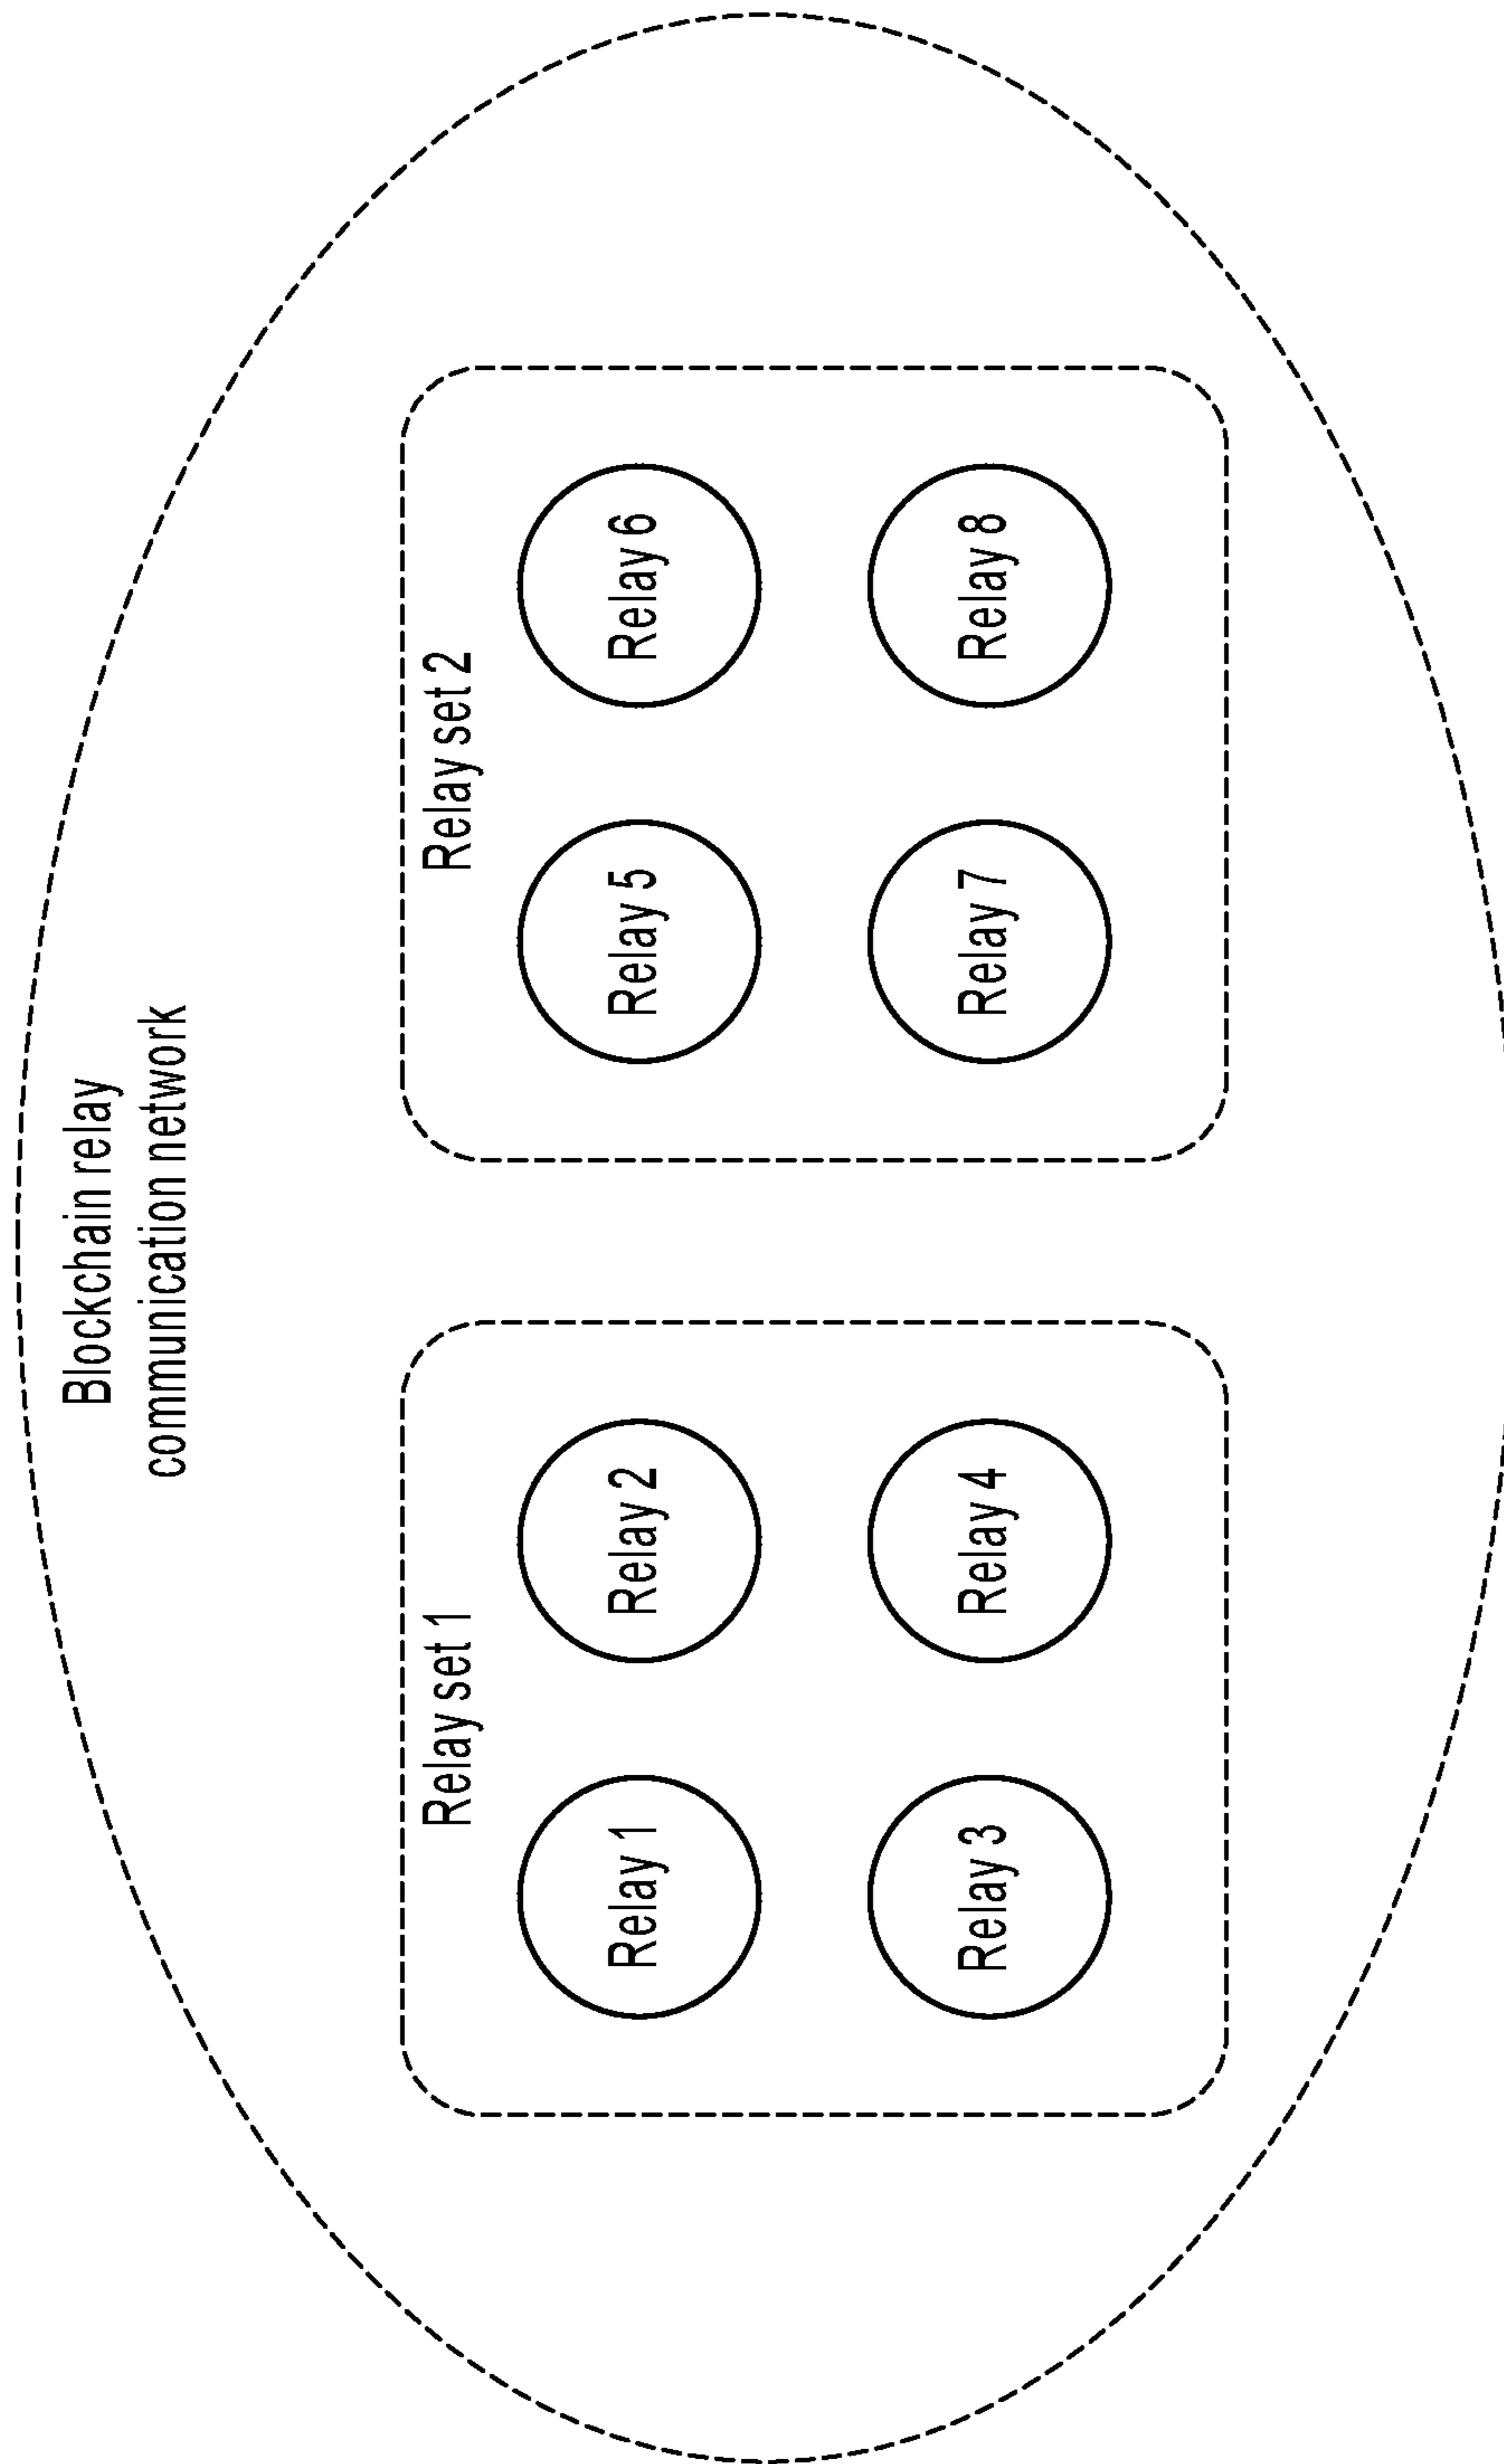 Blockchain relay
communication network
Relay set 1
Relay 1
Relay 2
Relay 3
Relay 4
Relay set 2
Relay 5
Relay 6
Relay 7
Relay 8